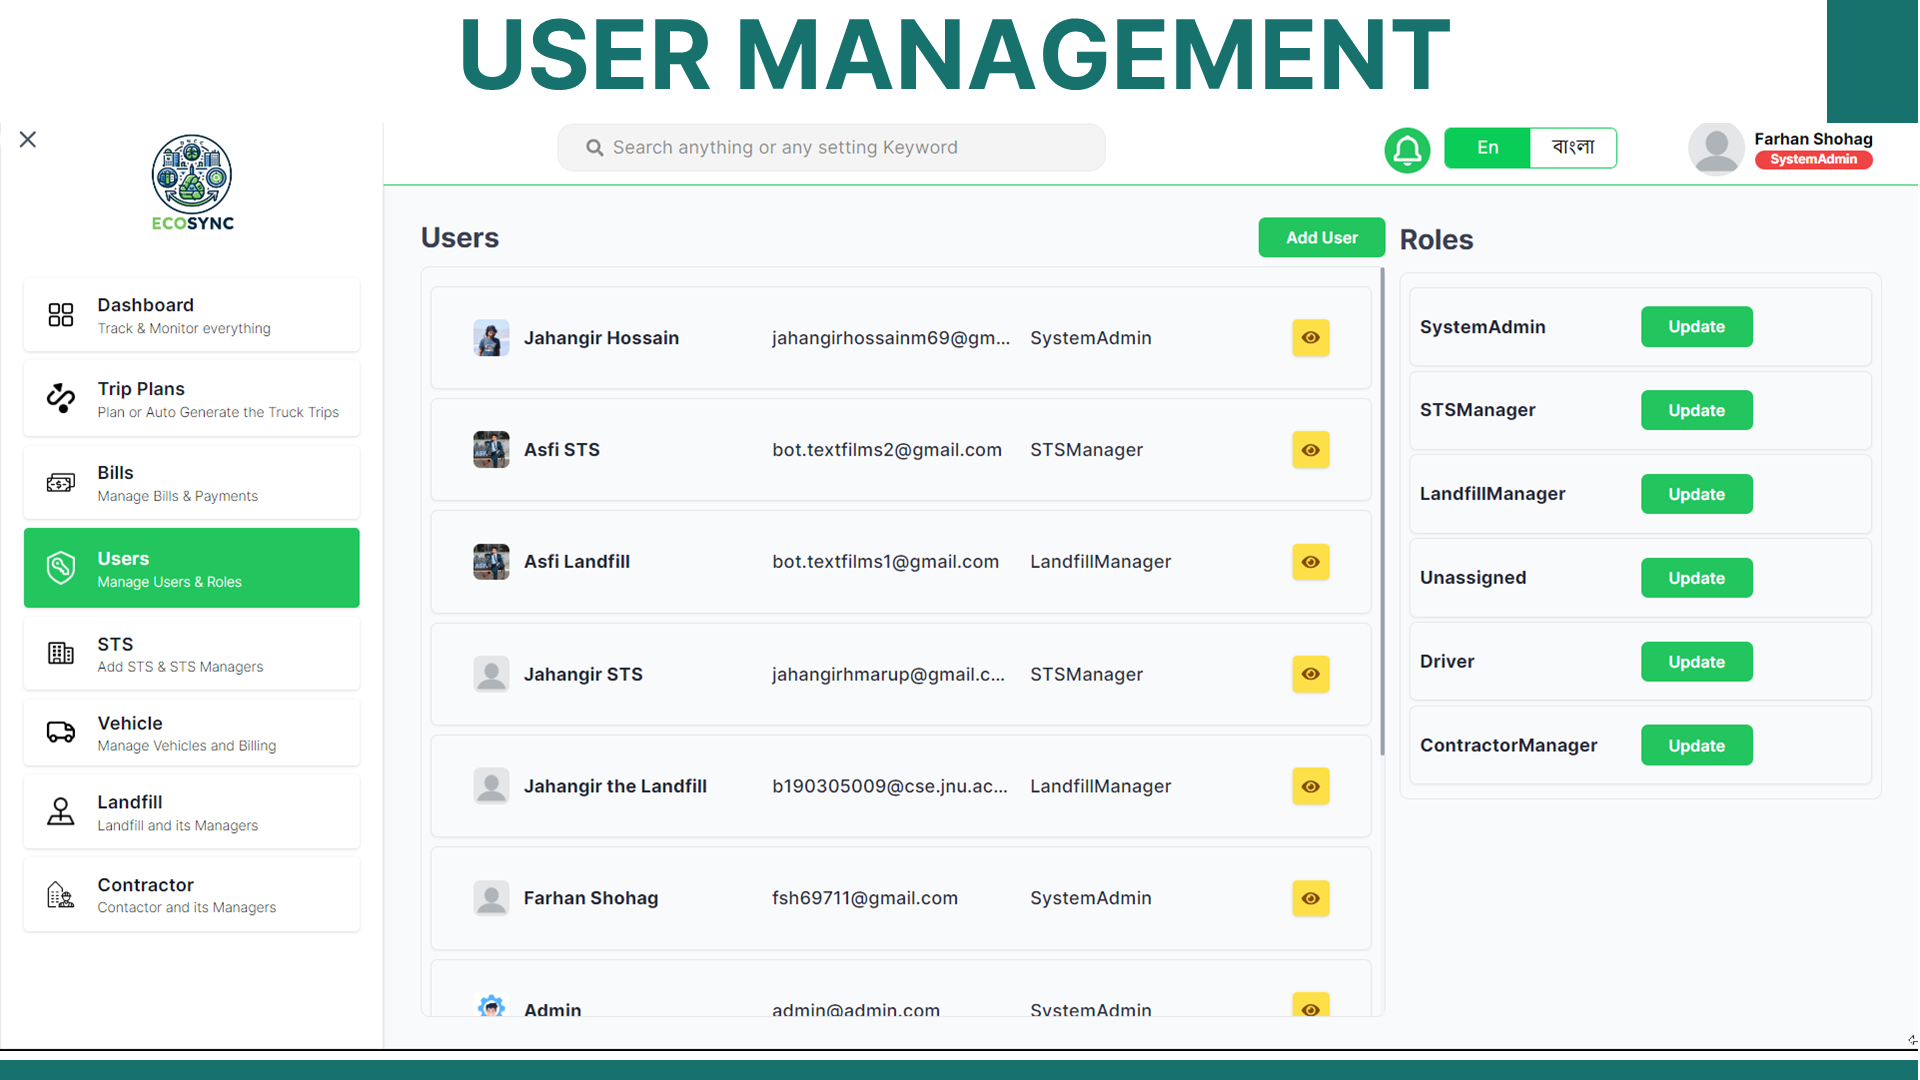 USER MANAGEMENT
ECOSYNC
Search anything or any setting Keyword
En
বাংলা
Farhan Shohag
SystemAdmin
Dashboard
Track & Monitor everything
Trip Plans
Plan or Auto Generate the Truck Trips
Bills
Manage Bills & Payments
Users
Manage Users & Roles
STS
Add STS & STS Managers
Vehicle
Manage Vehicles and Billing
Landfill
Landfill and its Managers
Contractor
Contactor and its Managers
Users
Add User
Jahangir Hossain jahangirhossainm69@gm... SystemAdmin
Asfi STS bot.textfilms2@gmail.com STSManager
Asfi Landfill bot.textfilms1@gmail.com LandfillManager
Jahangir STS jahangirhmarup@gmail.c... STSManager
Jahangir the Landfill b190305009@cse.jnu.ac... LandfillManager
Farhan Shohag fsh69711@gmail.com SystemAdmin
Admin admin@admin.com SystemAdmin
Roles
SystemAdmin Update
STSManager Update
LandfillManager Update
Unassigned Update
Driver Update
ContractorManager Update